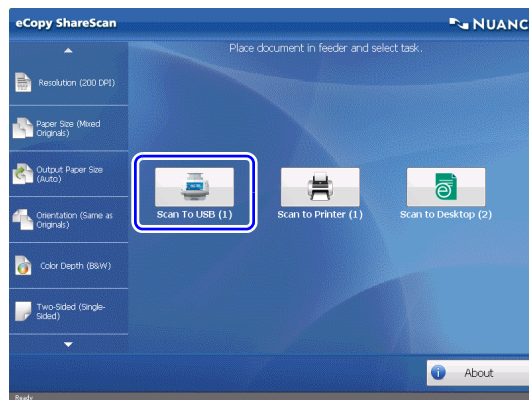 eCopy ShareScan
NUANC
Place document in feeder and select task.
Resolution (200 DPI)
Paper Size (Mixed
Originals)
Output Paper Size
(Auto)
Orientation (Same as
Originals)
Color Depth (B&W)
Two-Sided (Single-
Sided)
Scan To USB (1)
Scan to Printer (1)
Scan to Desktop (2)
About
Ready